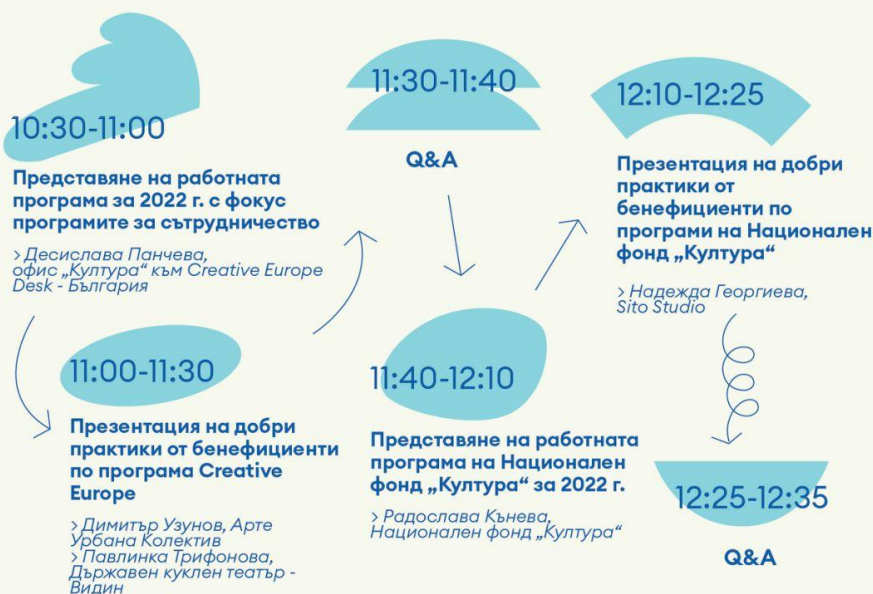 10:30-11:00
Представяне на работната
програма за 2022 г. с фокус
програмите за сътрудничество
> Десислава Панчева,
офис „Култура“ към Creative Europe
Desk - България
11:00-11:30
Презентация на добри
практики от бенефициенти
по програма Creative
Europe
> Димитър Узунов, Арте
Урбана Колектив
> Павлинка Трифонова,
Държавен куклен театър -
Видин
11:30-11:40
Q&A
11:40-12:10
Представяне на работната
програма на Национален
фонд „Култура“ за 2022 г.
> Радослава Кънева,
Национален фонд „Култура“
12:10-12:25
Презентация на добри
практики от
бенефициенти по
програми на Национален
фонд „Култура“
> Надежда Георгиева,
Sito Studio
12:25-12:35
Q&A